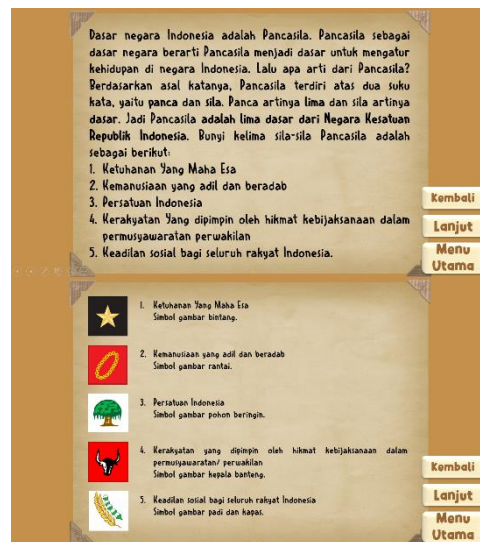 Dasar negara Indonesia adalah Pancasila. Pancasila sebagai
dasar negara berarti Pancasila menjadi dasar untuk mengatur
kehidupan di negara Indonesia. Lalu apa arti dari Pancasila?
Berdasarkan asal katanya, Pancasila terdiri atas dua suku
kata, yaitu panca dan sila. Panca artinya lima dan sila artinya
dasar. Jadi Pancasila adalah lima dasar dari Negara Kesatuan
Republik Indonesia. Bunyi kelima sila-sila Pancasila adalah
sebagai berikut:
1. Ketuhanan Yang Maha Esa
2. Kemanusiaan yang adil dan beradab
3. Persatuan Indonesia
4. Kerakyatan Yang dipimpin oleh hikmat kebijaksanaan dalam
permusyawaratan perwakilan
5. Keadilan sosial bagi seluruh rakyat Indonesia.
Kembali
Lanjut
Menu
Utama
1. Ketuhanan Yang Maha Esa
Simbol gambar bintang.
2. Kemanusiaan yang adil dan beradab
Simbol gambar rantai.
3. Persatuan Indonesia
Simbol gambar pohon beringin.
4. Kerakyatan yang dipimpin oleh hikmat kebijaksanaan dalam
permusyawaratan/ perwakilan
Simbol gambar kepala banteng.
5. Keadilan sosial bagi seluruh rakyat Indonesia
Simbol gambar padi dan kapas.
Kembali
Lanjut
Menu
Utama